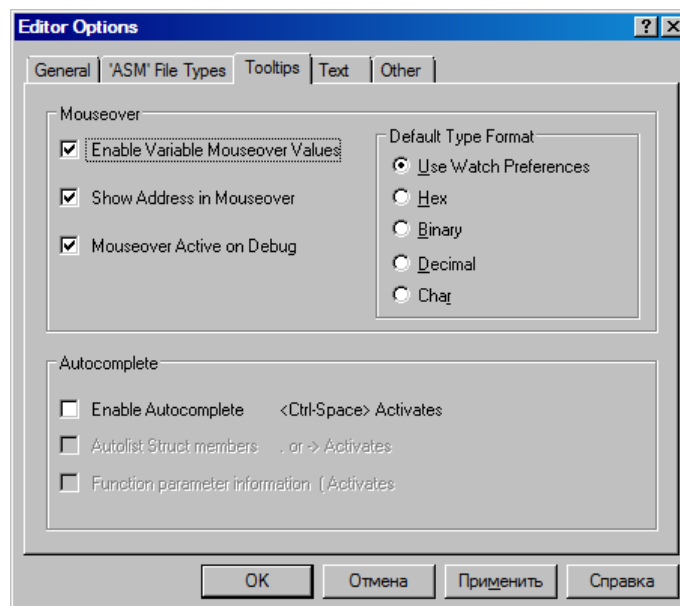 Editor Options
General 'ASM' File Types Tooltips Text Other
Mouseover
Enable Variable Mouseover Values
Show Address in Mouseover
Mouseover Active on Debug
Default Type Format
Use Watch Preferences
Hex
Binary
Decimal
Char
Autocomplete
Enable Autocomplete <Ctrl-Space> Activates
Autolist Struct members . or -> Activates
Function parameter information ( Activates
OK Отмена Применить Справка